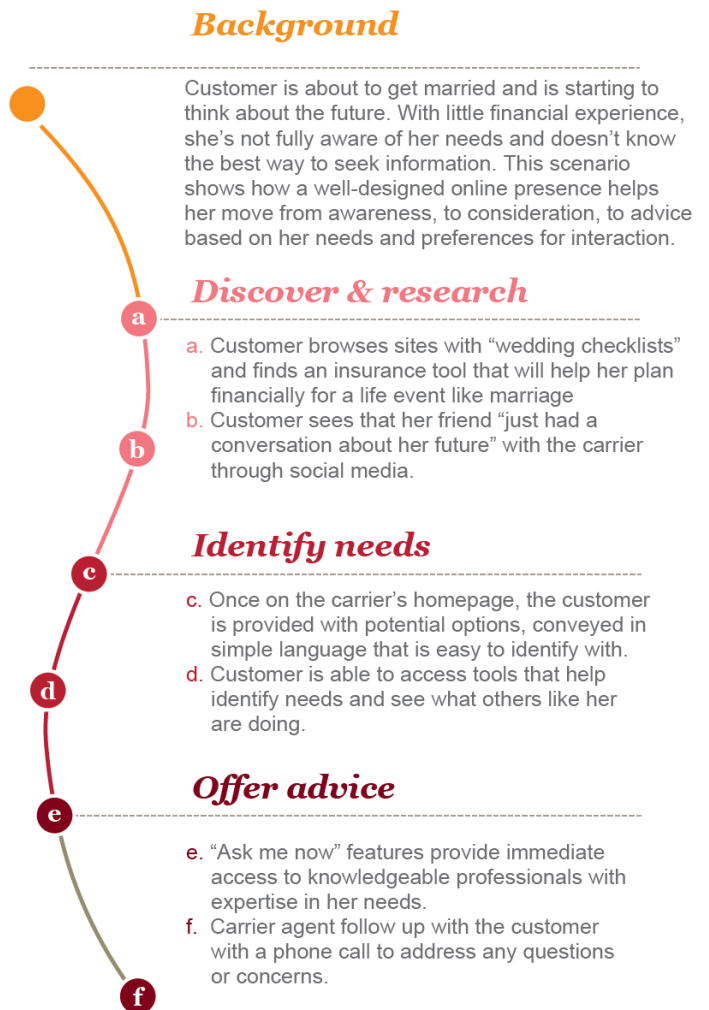 Background
Customer is about to get married and is starting to
think about the future. With little financial experience,
she’s not fully aware of her needs and doesn’t know
the best way to seek information. This scenario
shows how a well-designed online presence helps
her move from awareness, to consideration, to advice
based on her needs and preferences for interaction.
Discover & research
a
a. Customer browses sites with “wedding checklists”
and finds an insurance tool that will help her plan
financially for a life event like marriage
b
b. Customer sees that her friend “just had a
conversation about her future” with the carrier
through social media.
Identify needs
c
c. Once on the carrier’s homepage, the customer
is provided with potential options, conveyed in
simple language that is easy to identify with.
d
d. Customer is able to access tools that help
identify needs and see what others like her
are doing.
Offer advice
e
e. “Ask me now” features provide immediate
access to knowledgeable professionals with
expertise in her needs.
f
f. Carrier agent follow up with the customer
with a phone call to address any questions
or concerns.